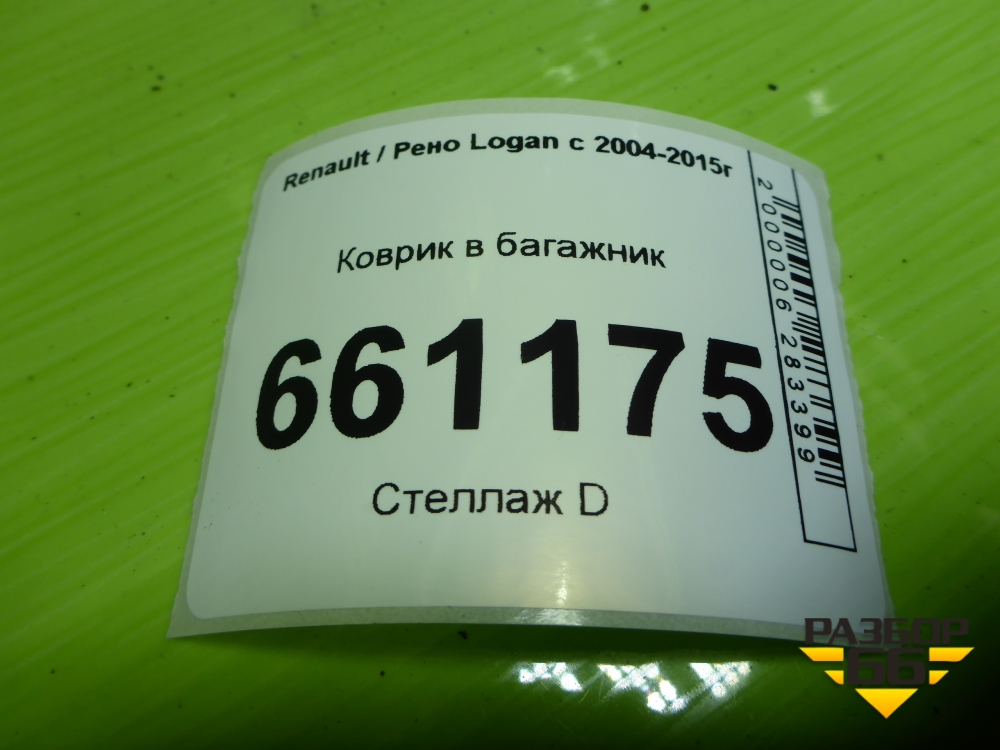 Renault / Рено Logan с 2004-2015г
Коврик в багажник
661175
Стеллаж D
2000006283399
РАЗБОР
66